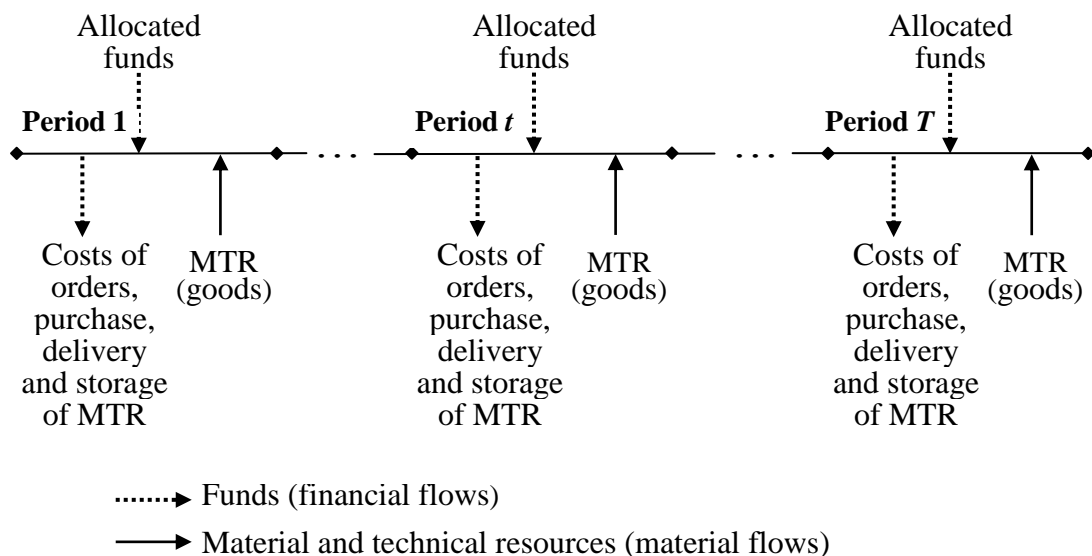 Allocated
funds
Period 1
. . .
Costs of
orders,
purchase,
delivery
and storage
of MTR
MTR
(goods)
Allocated
funds
Period t
. . .
Costs of
orders,
purchase,
delivery
and storage
of MTR
MTR
(goods)
Allocated
funds
Period T
Costs of
orders,
purchase,
delivery
and storage
of MTR
MTR
(goods)
Funds (financial flows)
Material and technical resources (material flows)